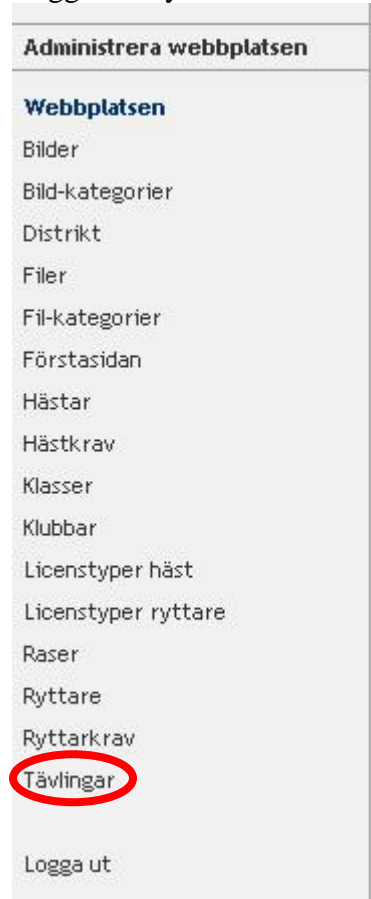 Administrera webbplatsen
Webbplatsen
Bilder
Bild-kategorier
Distrikt
Filer
Fil-kategorier
Förstasidan
Hästar
Hästkrav
Klasser
Klubbar
Licenstyper häst
Licenstyper ryttare
Raser
Ryttare
Ryttarkrav
Tävlingar
Logga ut